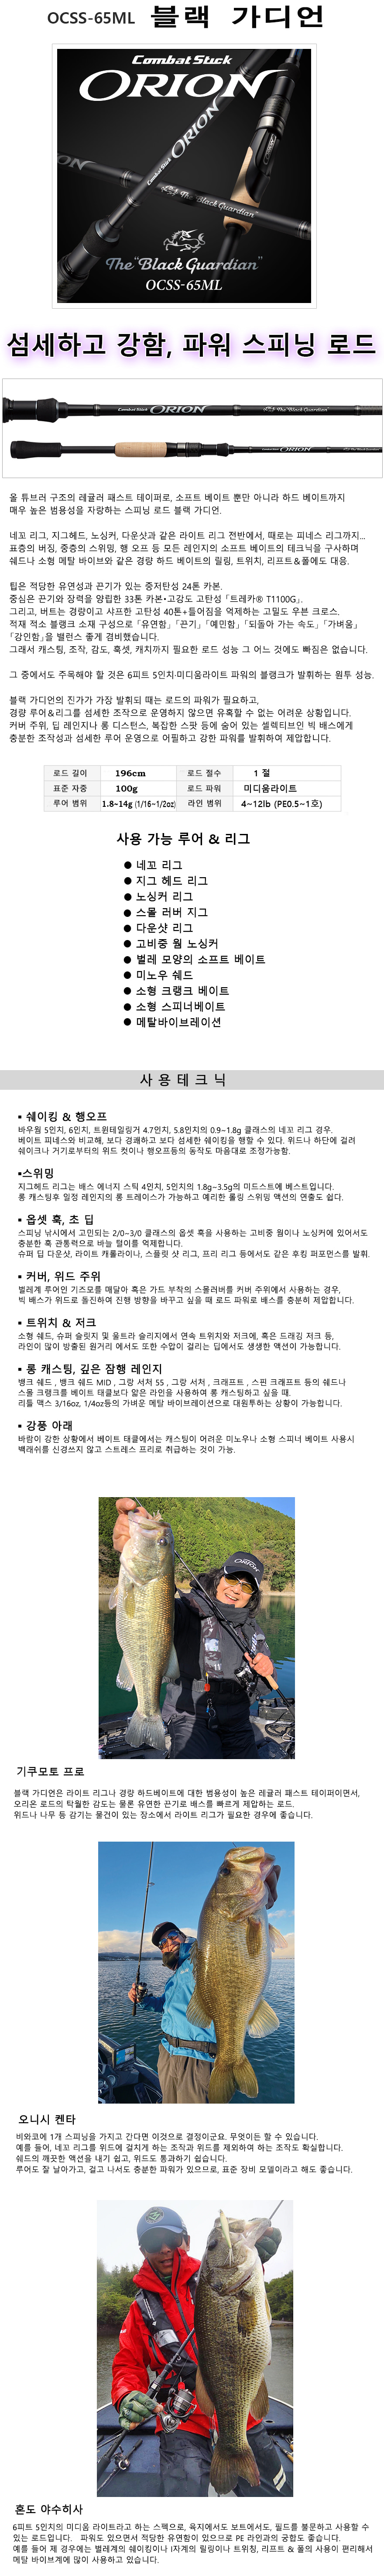 OCSS-65ML 블랙 가디언
Combat Stick
ORION
Combat Stick ORION
The "Black Guardian"
The "Black Guardian"
OCSS-65ML
섬세하고 강함, 파워 스피닝 로드
Combat Stick ORION The "Black Guardian"
ORION
올 튜브러 구조의 레귤러 패스트 테이퍼로, 소프트 베이트 뿐만 아니라 하드 베이트까지
매우 높은 범용성을 자랑하는 스피닝 로드 블랙 가디언.
네꼬 리그, 지그헤드, 노싱커, 다운샷과 같은 라이트 리그 전반에서, 때로는 피네스 리그까지...
표층의 버징, 중층의 스위밍, 행 오프 등 모든 레인지의 소프트 베이트의 테크닉을 구사하며
쉐드나 소형 메탈 바이브와 같은 경량 하드 베이트의 릴링, 트위치, 리프트＆폴에도 대응.
팁은 적당한 유연성과 끈기가 있는 중저탄성 24톤 카본.
중심은 끈기와 장력을 양립한 33톤 카본･고강도 고탄성 「트레카® T1100G」.
그리고, 버트는 경량이고 샤프한 고탄성 40톤+들어짐을 억제하는 고밀도 우븐 크로스.
적재 적소 블랭크 소재 구성으로 「유연함」 「끈기」 「예민함」 「되돌아 가는 속도」 「가벼움」
「강인함」을 밸런스 좋게 겸비했습니다.
그래서 캐스팅, 조작, 감도, 훅셋, 캐치까지 필요한 로드 성능 그 어느 것에도 빠짐은 없습니다.
그 중에서도 주목해야 할 것은 6피트 5인치·미디움라이트 파워의 블랭크가 발휘하는 원투 성능.
블랙 가디언의 진가가 가장 발휘되 때는 로드의 파워가 필요하고,
경량 루어＆리그를 섬세한 조작으로 운영하지 않으면 유혹할 수 없는 어려운 상황입니다.
커버 주위, 딥 레인지나 롱 디스턴스, 복잡한 스팟 등에 숨어 있는 셀렉티브인 빅 배스에게
충분한 조작성과 섬세한 루어 운영으로 어필하고 강한 파워를 발휘하여 제압합니다.
로드 길이 196cm 로드 절수 1 절
표준 자중 100g 로드 파워 미디움라이트
루어 범위 1.8~14g (1/16~1/2oz) 라인 범위 4~12lb (PE0.5~1호)
사용 가능 루어 & 리그
● 네꼬 리그
● 지그 헤드 리그
● 노싱커 리그
● 스몰 러버 지그
● 다운샷 리그
● 고비중 웜 노싱커
● 벌레 모양의 소프트 베이트
● 미노우 쉐드
● 소형 크랭크 베이트
● 소형 스피너베이트
● 메탈바이브레이션
사 용 테 크 닉
▪ 쉐이킹 & 행오프
바우웜 5인치, 6인치, 트윈테일링거 4.7인치, 5.8인치의 0.9~1.8g 클래스의 네꼬 리그 경우.
베이트 피네스와 비교해, 보다 경쾌하고 보다 섬세한 쉐이킹을 행할 수 있다. 위드나 하단에 걸려
쉐이크나 거기로부터의 위드 컷이나 행오프등의 동작도 마음대로 조정가능함.
▪스위밍
지그헤드 리그는 배스 에너지 스틱 4인치, 5인치의 1.8g~3.5g의 미드스트에 베스트입니다.
롱 캐스팅후 일정 레인지의 롱 트레이스가 가능하고 예리한 롤링 스위밍 액션의 연출도 쉽다.
▪ 옵셋 훅, 초 딥
스피닝 낚시에서 고민되는 2/0~3/0 클래스의 옵셋 훅을 사용하는 고비중 웜이나 노싱커에 있어서도
충분한 훅 관통력으로 바늘 털이를 억제합니다.
슈퍼 딥 다운샷, 라이트 캐롤라이나, 스플릿 샷 리그, 프리 리그 등에서도 같은 후킹 퍼포먼스를 발휘.
▪ 커버, 위드 주위
벌레계 루어인 기스모를 매달아 혹은 가드 부착의 스몰러버를 커버 주위에서 사용하는 경우,
빅 배스가 위드로 돌진하여 진행 방향을 바꾸고 싶을 때 로드 파워로 배스를 충분히 제압합니다.
▪ 트위치 & 저크
소형 쉐드, 슈퍼 슬릿지 및 울트라 슬리지에서 연속 트위치와 저크에, 혹은 드래깅 저크 등,
라인이 많이 방출된 원거리 에서도 또한 수압이 걸리는 딥에서도 생생한 액션이 가능합니다.
▪ 롱 캐스팅, 깊은 잠행 레인지
뱅크 쉐드 , 뱅크 쉐드 MID , 그랑 서처 55 , 그랑 서처 , 크래프트 , 스핀 크래프트 등의 쉐드나
스몰 크랭크를 베이트 태클보다 얇은 라인을 사용하여 롱 캐스팅하고 싶을 때.
리틀 맥스 3/16oz, 1/4oz등의 가벼운 메탈 바이브레이션으로 대원투하는 상황이 가능합니다.
▪ 강풍 아래
바람이 강한 상황에서 베이트 태클에서는 캐스팅이 어려운 미노우나 소형 스피너 베이트 사용시
백래쉬를 신경쓰지 않고 스트레스 프리로 취급하는 것이 가능.
ORION
기쿠모토 프로
블랙 가디언은 라이트 리그나 경량 하드베이트에 대한 범용성이 높은 레귤러 패스트 테이퍼이면서,
오리온 로드의 탁월한 감도는 물론 유연한 끈기로 배스를 빠르게 제압하는 로드.
위드나 나무 등 감기는 물건이 있는 장소에서 라이트 리그가 필요한 경우에 좋습니다.
오니시 켄타
비와코에 1개 스피닝을 가지고 간다면 이것으로 결정이군요. 무엇이든 할 수 있습니다.
예를 들어, 네꼬 리그를 위드에 걸치게 하는 조작과 위드를 제외하여 하는 조작도 확실합니다.
쉐드의 깨끗한 액션을 내기 쉽고, 위드도 통과하기 쉽습니다.
루어도 잘 날아가고, 걸고 나서도 충분한 파워가 있으므로, 표준 장비 모델이라고 해도 좋습니다.
혼도 야수히사
6피트 5인치의 미디움 라이트라고 하는 스펙으로, 육지에서도 보트에서도, 필드를 불문하고 사용할 수
있는 로드입니다. 파워도 있으면서 적당한 유연함이 있으므로 PE 라인과의 궁합도 좋습니다.
예를 들어 제 경우에는 벌레계의 쉐이킹이나 I자계의 릴링이나 트위칭, 리프트 & 폴의 사용이 편리해서
메탈 바이브계에 많이 사용하고 있습니다.